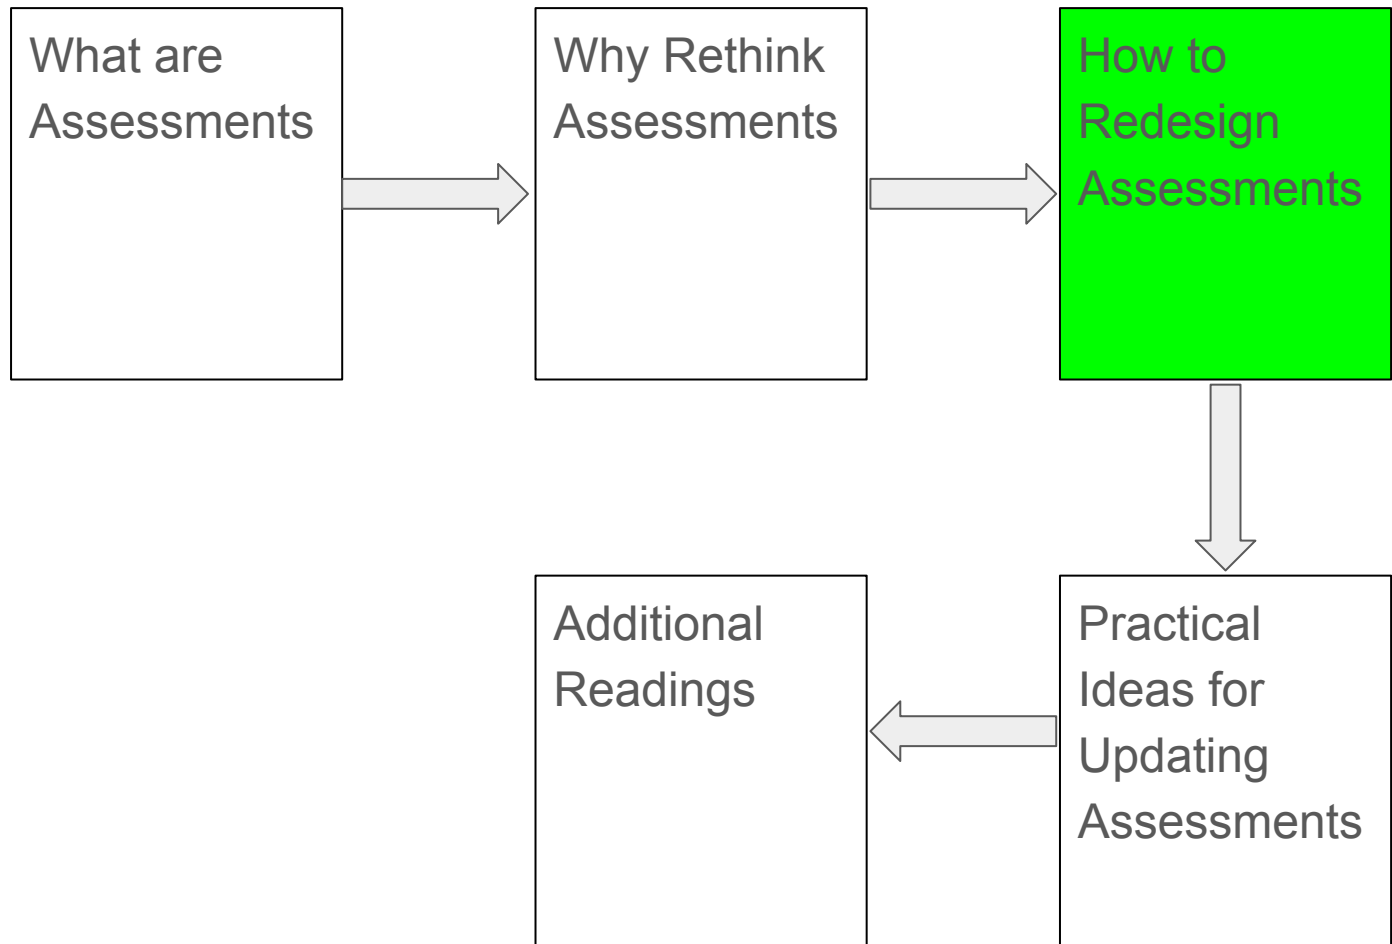 What are
Assessments
Why Rethink
Assessments
How to
Redesign
Assessments
Practical
Ideas for
Updating
Assessments
Additional
Readings